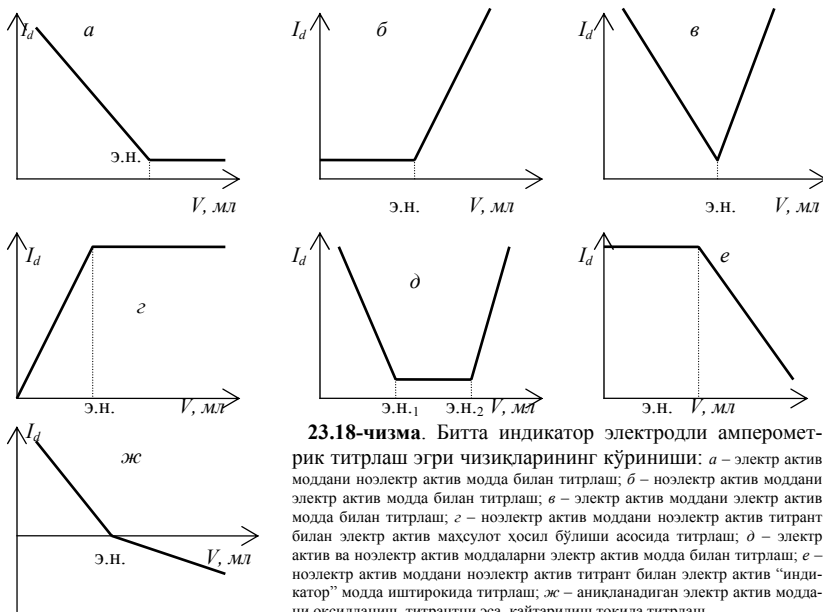 I_d а
э.н.
V, мл
I_d б
э.н. V, мл
I_d в
э.н. V, мл
I_d г
э.н. V, мл
I_d д
э.н.₁ э.н.₂ V, мл
I_d е
э.н. V, мл
I_d ж
э.н. V, мл
23.18-чизма. Битта индикатор электродли амперомет-
рик титрлаш эгри чизиқларининг кўриниши: а – электр актив
моддани ноэлектр актив модда билан титрлаш; б – ноэлектр актив моддани
электр актив модда билан титрлаш; в – электр актив моддани электр актив
модда билан титрлаш; г – ноэлектр актив моддани ноэлектр актив титрант
билан электр актив маҳсулот ҳосил бўлиши асосида титрлаш; д – электр
актив ва ноэлектр актив моддаларни электр актив модда билан титрлаш; е –
ноэлектр актив моддани ноэлектр актив титрант билан электр актив “инди-
катор” модда иштирокида титрлаш; ж – аниқланадиган электр актив модда-
ни оксидланиш, титрантни эса, қайтарилиш токида титрлаш